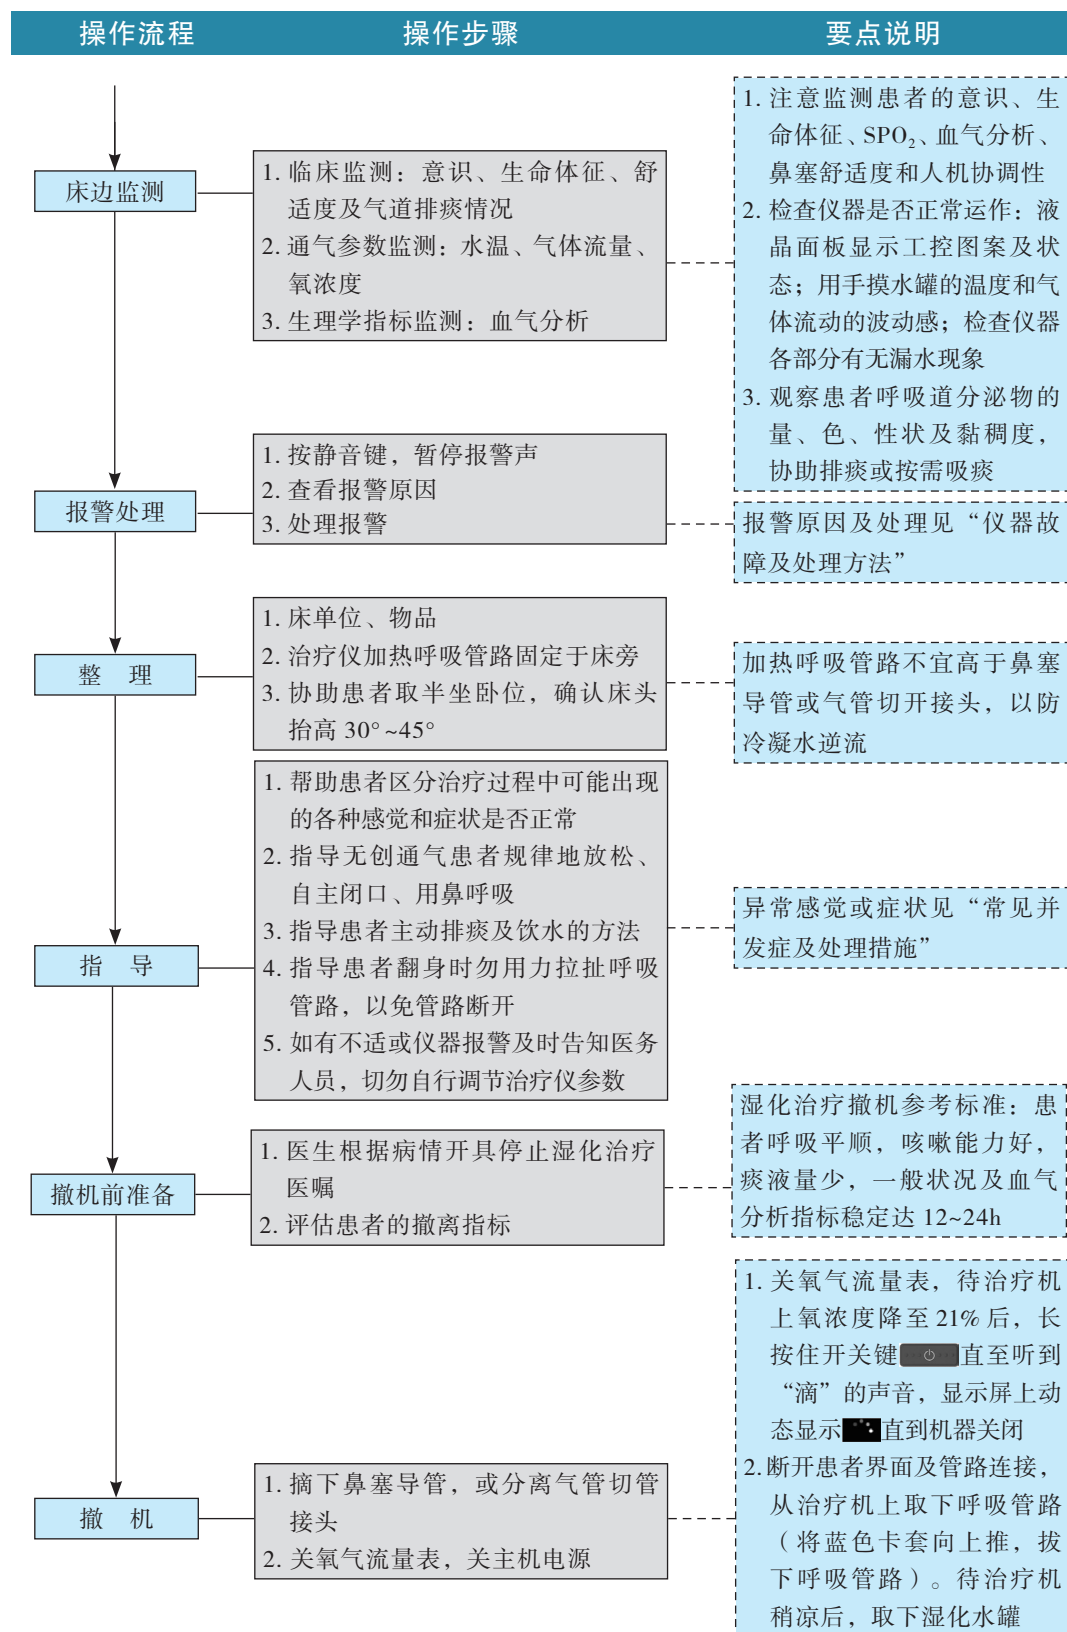 操作流程
操作步骤
要点说明
床边监测
1. 临床监测：意识、生命体征、舒
适度及气道排痰情况
2. 通气参数监测：水温、气体流量、
氧浓度
3. 生理学指标监测：血气分析
1. 注意监测患者的意识、生
命体征、SPO₂、血气分析、
鼻塞舒适度和人机协调性
2. 检查仪器是否正常运作：液
晶面板显示工控图案及状
态；用手摸水罐的温度和气
体流动的波动感；检查仪器
各部分有无漏水现象
3. 观察患者呼吸道分泌物的
量、色、性状及黏稠度，
协助排痰或按需吸痰
报警处理
1. 按静音键，暂停报警声
2. 查看报警原因
3. 处理报警
报警原因及处理见“仪器故
障及处理方法”
整 理
1. 床单位、物品
2. 治疗仪加热呼吸管路固定于床旁
3. 协助患者取半坐卧位，确认床头
抬高 30°~45°
加热呼吸管路不宜高于鼻塞
导管或气管切开接头，以防
冷凝水逆流
指 导
1. 帮助患者区分治疗过程中可能出现
的各种感觉和症状是否正常
2. 指导无创通气患者规律地放松、
自主闭口、用鼻呼吸
3. 指导患者主动排痰及饮水的方法
4. 指导患者翻身时勿用力拉扯呼吸
管路，以免管路断开
5. 如有不适或仪器报警及时告知医务
人员，切勿自行调节治疗仪参数
异常感觉或症状见“常见并
发症及处理措施”
撤机前准备
1. 医生根据病情开具停止湿化治疗
医嘱
2. 评估患者的撤离指标
湿化治疗撤机参考标准：患
者呼吸平顺，咳嗽能力好，
痰液量少，一般状况及血气
分析指标稳定达 12~24h
撤 机
1. 摘下鼻塞导管，或分离气管切管
接头
2. 关氧气流量表，关主机电源
1. 关氧气流量表，待治疗机
上氧浓度降至 21% 后，长
按住开关键直至听到
“滴”的声音，显示屏上动
态显示直到机器关闭
2. 断开患者界面及管路连接，
从治疗机上取下呼吸管路
（将蓝色卡套向上推，拔
下呼吸管路）。待治疗机
稍凉后，取下湿化水罐